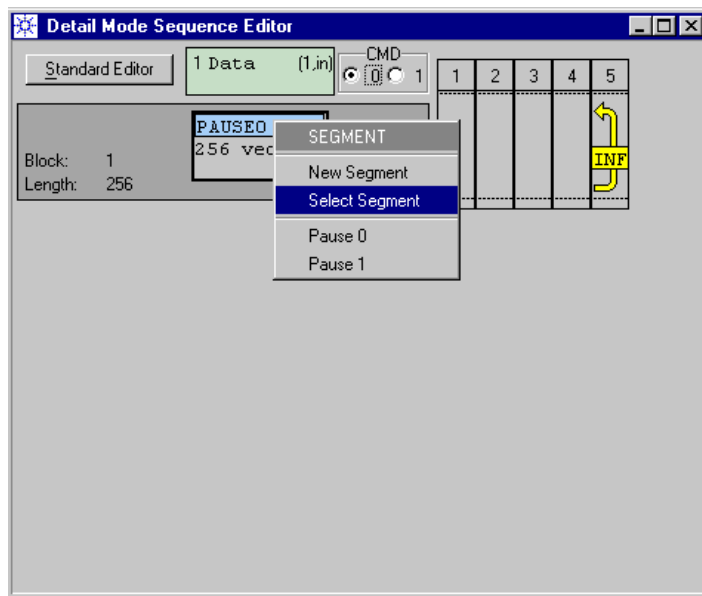 Detail Mode Sequence Editor
Standard Editor
1 Data (1,in)
CMD
0 1
1 2 3 4 5
PAUSE0
256 vec
Block: 1
Length: 256
INF
SEGMENT
New Segment
Select Segment
Pause 0
Pause 1